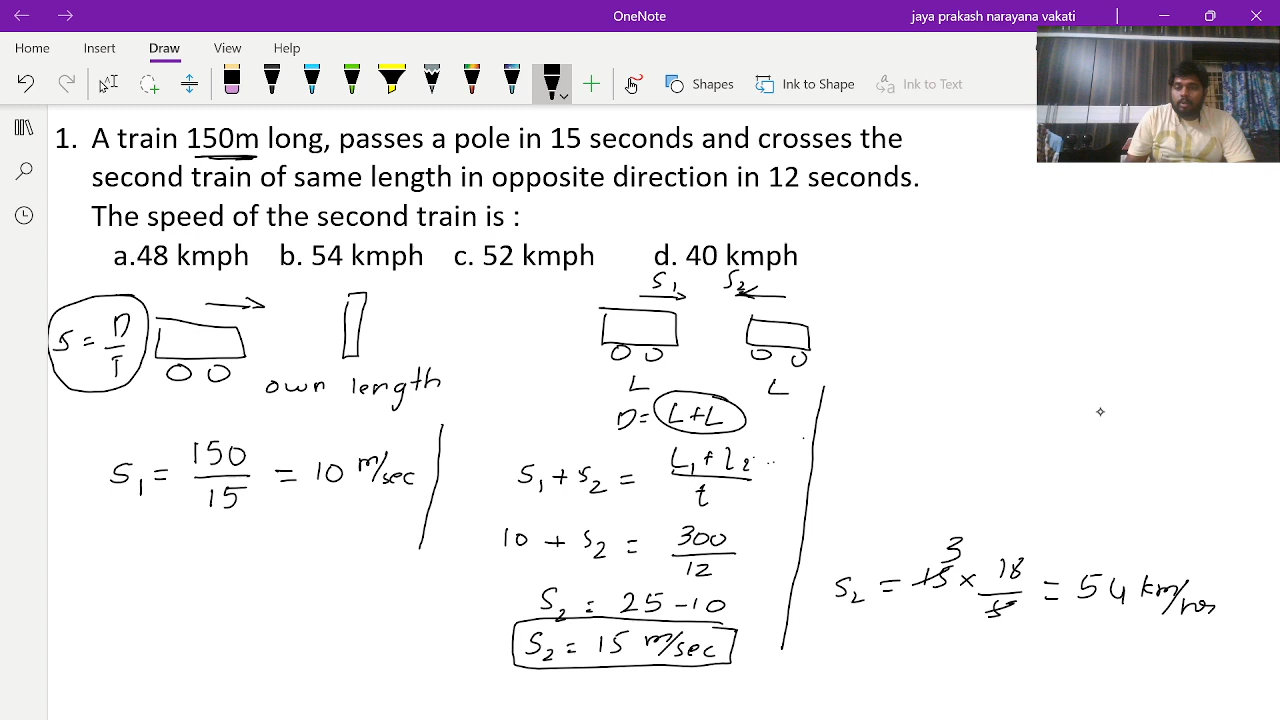 OneNote
jaya prakash narayana vakati
Home Insert Draw View Help
Shapes Ink to Shape Ink to Text
1. A train 150m long, passes a pole in 15 seconds and crosses the
second train of same length in opposite direction in 12 seconds.
The speed of the second train is :
a.48 kmph b. 54 kmph c. 52 kmph d. 40 kmph
S1 S2
S = D/T
own length
L L
D = L+L
S1 = 150/15 = 10 m/sec
S1 + S2 = L1 + L2 / t
10 + S2 = 300/12
S2 = 25 - 10
S2 = 15 m/sec
3
S2 = 15 × 18/5 = 54 km/hrs